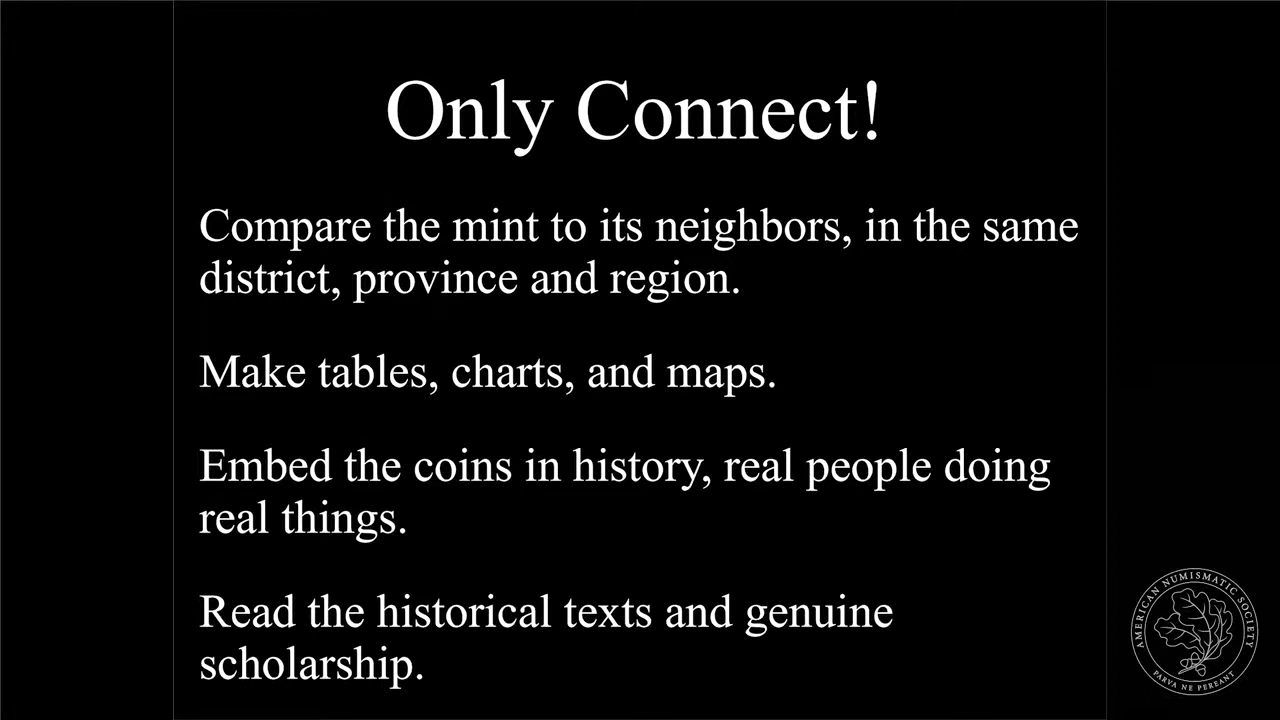 Only Connect!
Compare the mint to its neighbors, in the same
district, province and region.
Make tables, charts, and maps.
Embed the coins in history, real people doing
real things.
Read the historical texts and genuine
scholarship.
AMERICAN NUMISMATIC SOCIETY
PARVA NE PEREANT